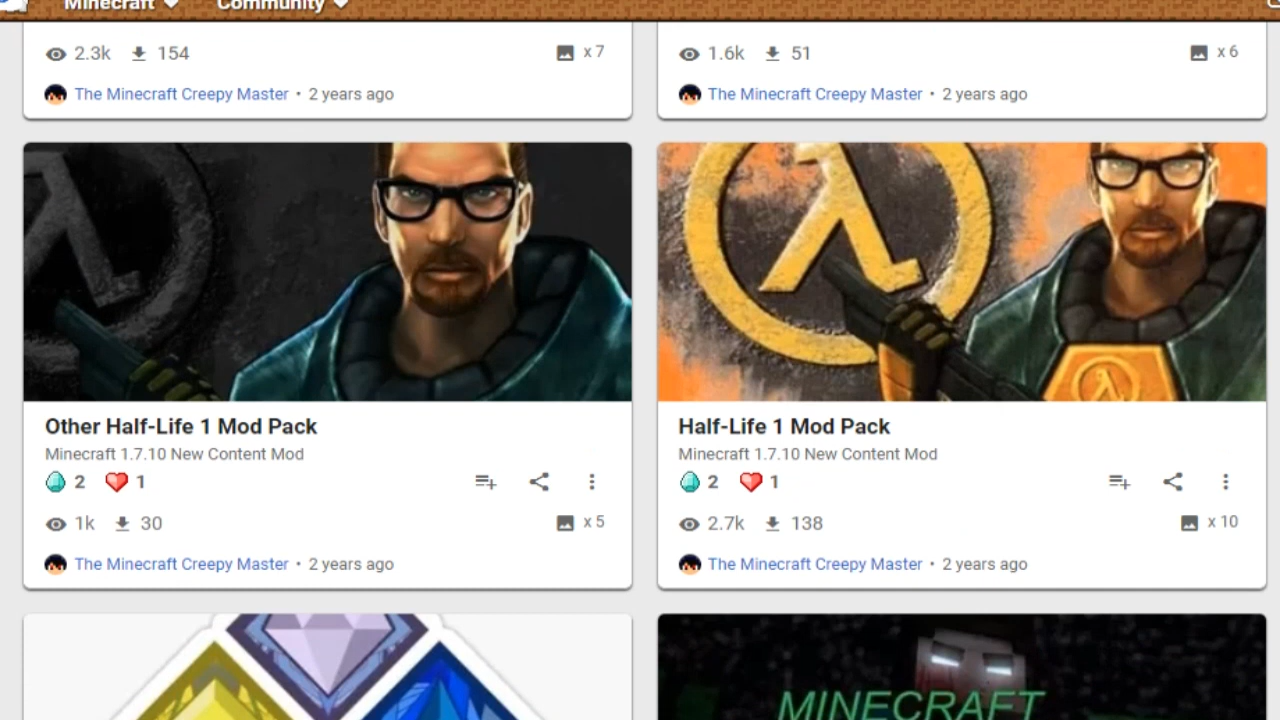 Minecraft Community
2.3k 154 x 7
The Minecraft Creepy Master • 2 years ago
1.6k 51 x 6
The Minecraft Creepy Master • 2 years ago
Other Half-Life 1 Mod Pack
Minecraft 1.7.10 New Content Mod
2 1
1k 30 x 5
The Minecraft Creepy Master • 2 years ago
Half-Life 1 Mod Pack
Minecraft 1.7.10 New Content Mod
2 1
2.7k 138 x 10
The Minecraft Creepy Master • 2 years ago
MINECRAFT